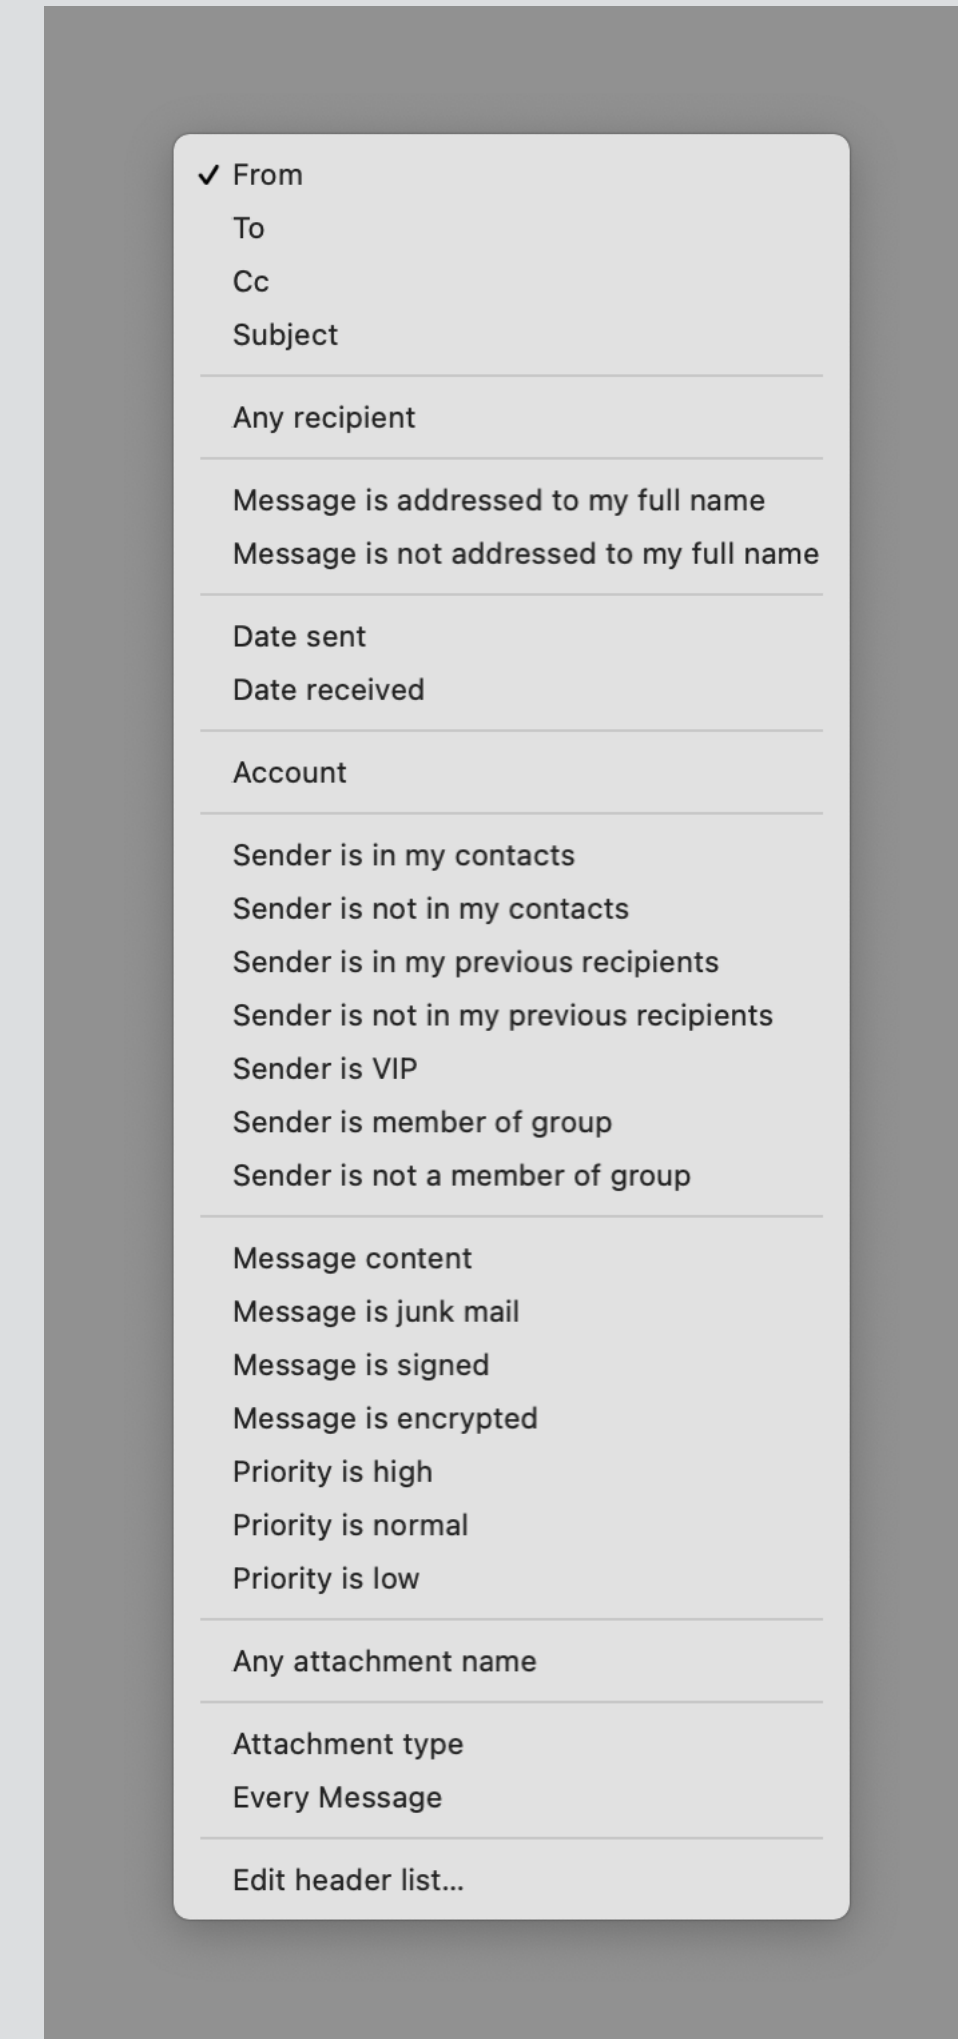 ✓ From
To
Cc
Subject
Any recipient
Message is addressed to my full name
Message is not addressed to my full name
Date sent
Date received
Account
Sender is in my contacts
Sender is not in my contacts
Sender is in my previous recipients
Sender is not in my previous recipients
Sender is VIP
Sender is member of group
Sender is not a member of group
Message content
Message is junk mail
Message is signed
Message is encrypted
Priority is high
Priority is normal
Priority is low
Any attachment name
Attachment type
Every Message
Edit header list...